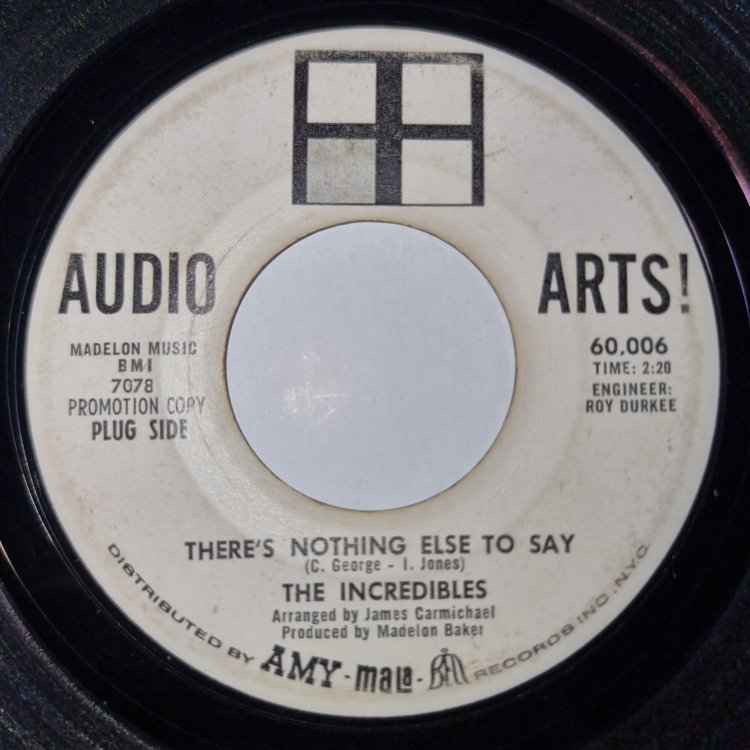 AUDIO ARTS!
MADELON MUSIC
BMI
7078
PROMOTION COPY
PLUG SIDE
60,006
TIME: 2:20
ENGINEER:
ROY DURKEE
THERE'S NOTHING ELSE TO SAY
(C. George - I. Jones)
THE INCREDIBLES
Arranged by James Carmichael
Produced by Madelon Baker
DISTRIBUTED BY AMY - mala - BELL RECORDS INC. N.Y.C